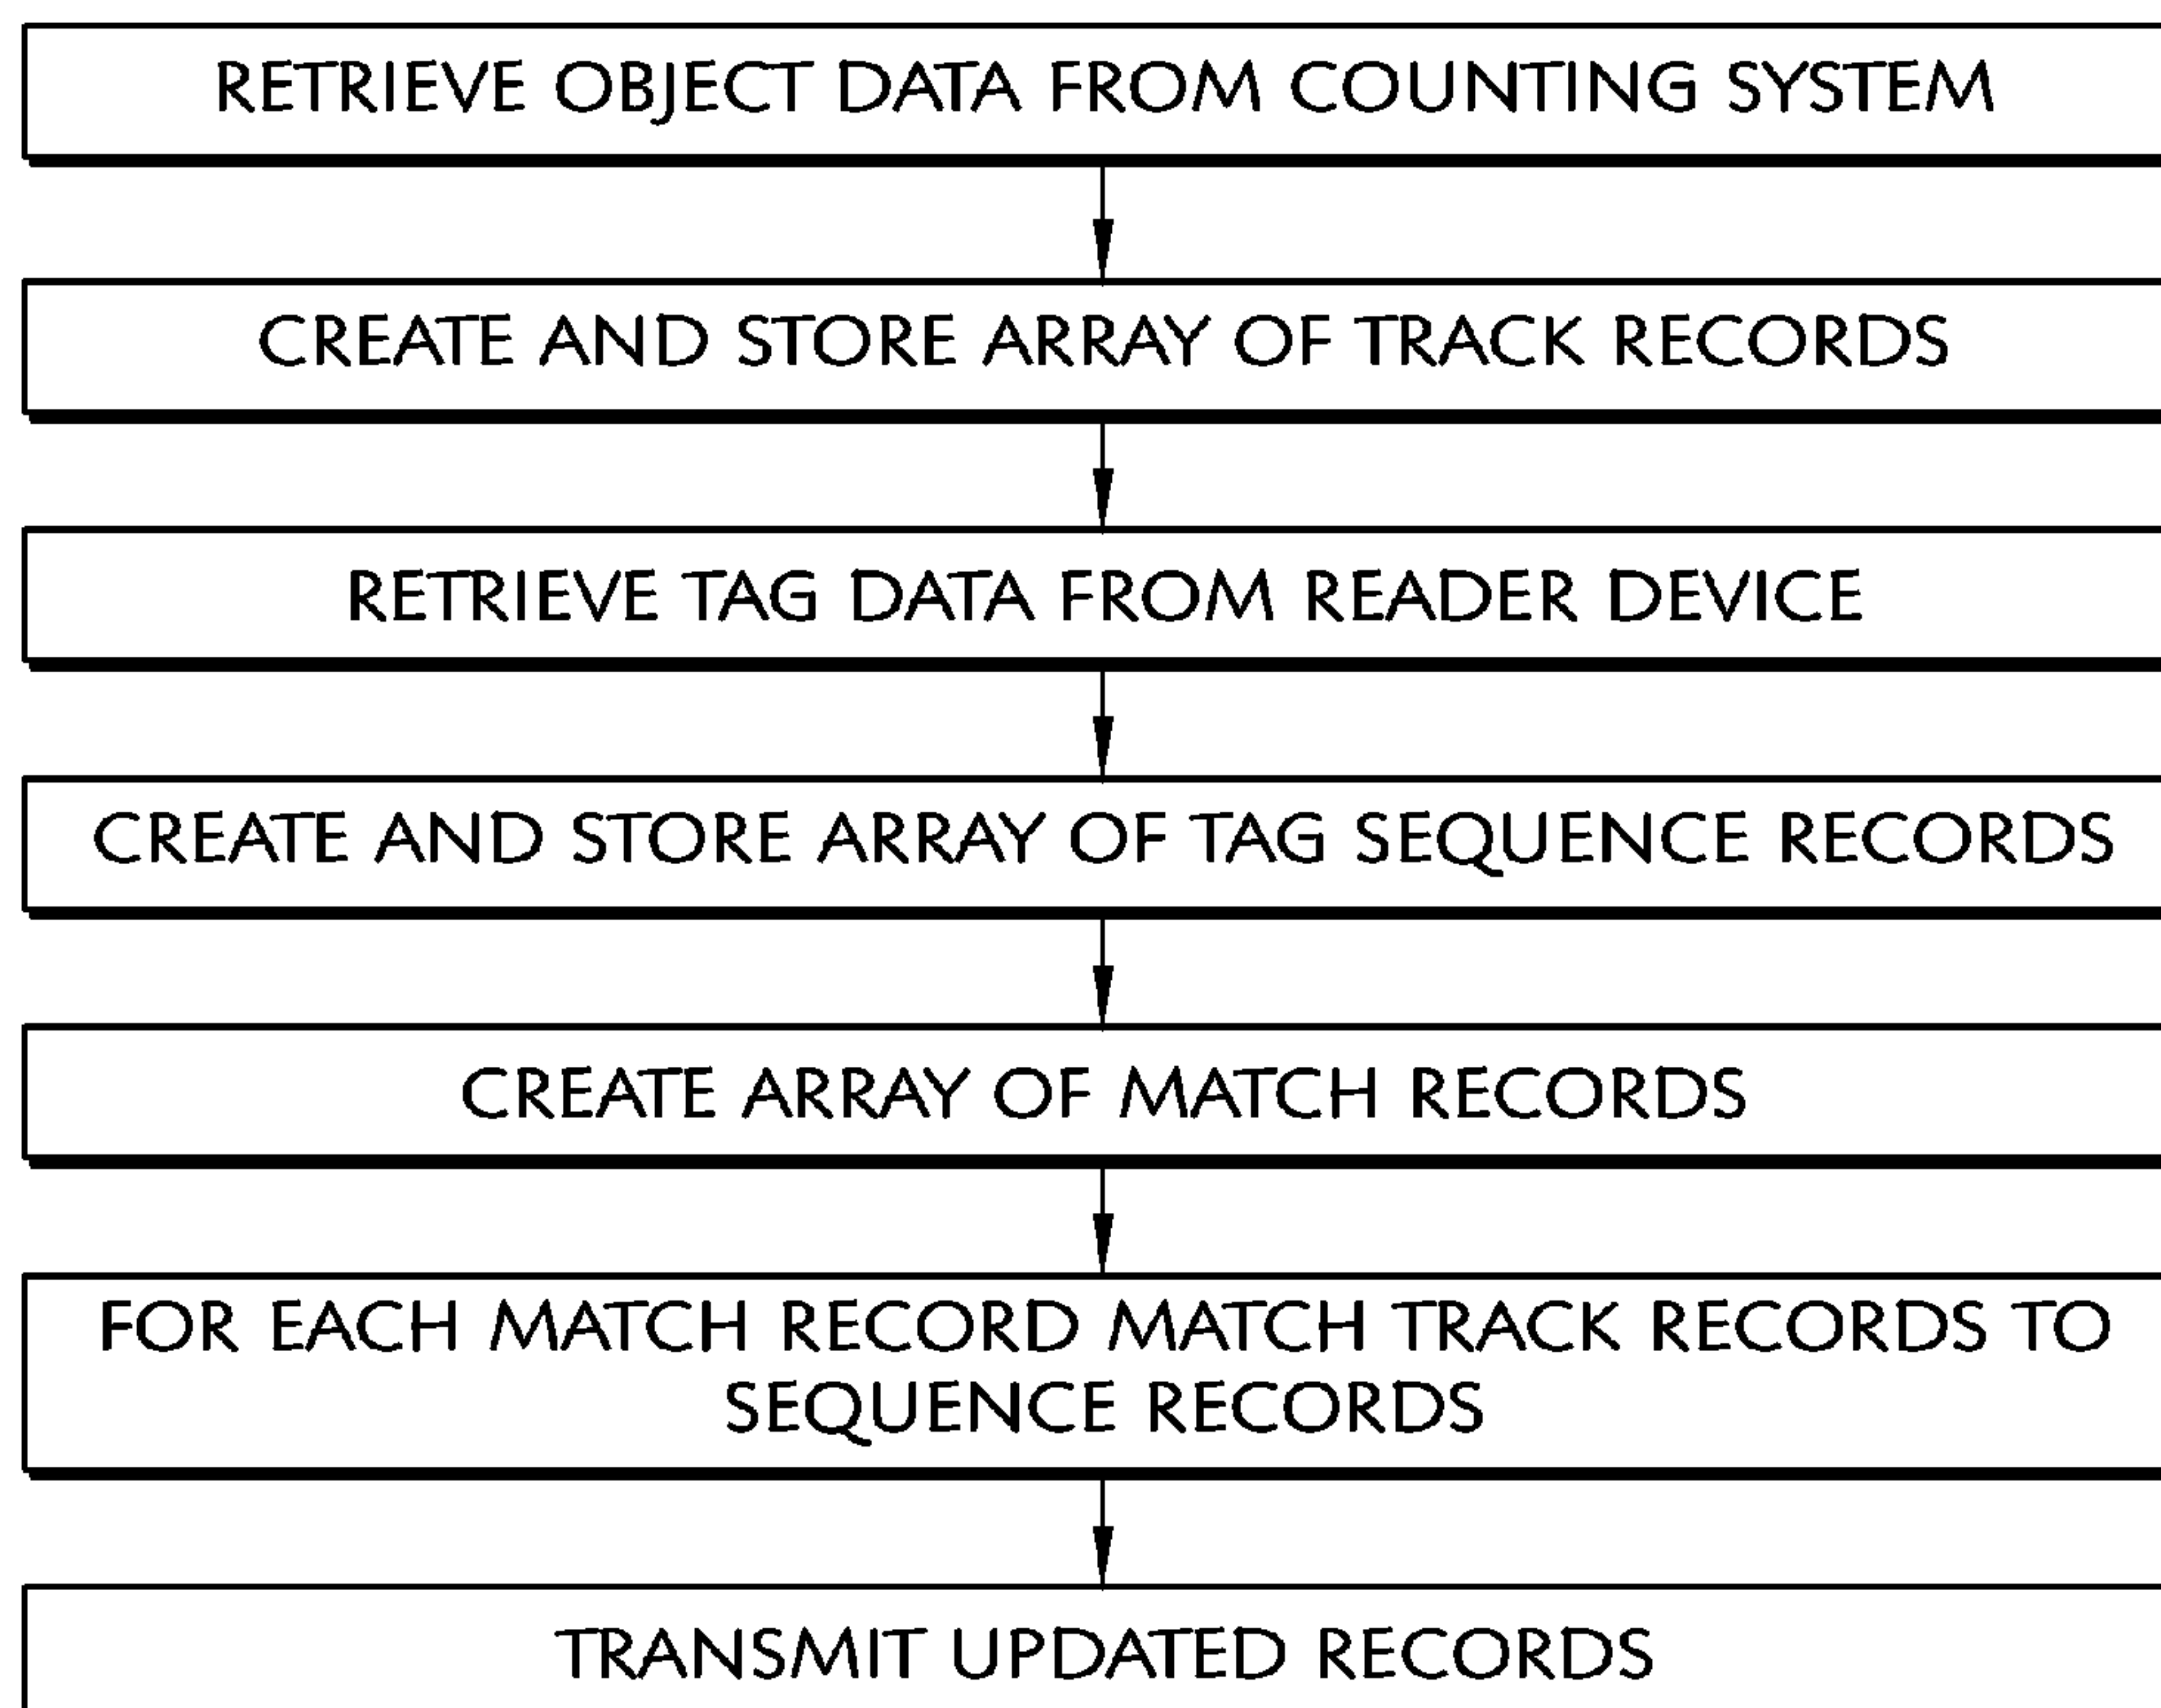 RETRIEVE OBJECT DATA FROM COUNTING SYSTEM
CREATE AND STORE ARRAY OF TRACK RECORDS
RETRIEVE TAG DATA FROM READER DEVICE
CREATE AND STORE ARRAY OF TAG SEQUENCE RECORDS
CREATE ARRAY OF MATCH RECORDS
FOR EACH MATCH RECORD MATCH TRACK RECORDS TO
SEQUENCE RECORDS
TRANSMIT UPDATED RECORDS